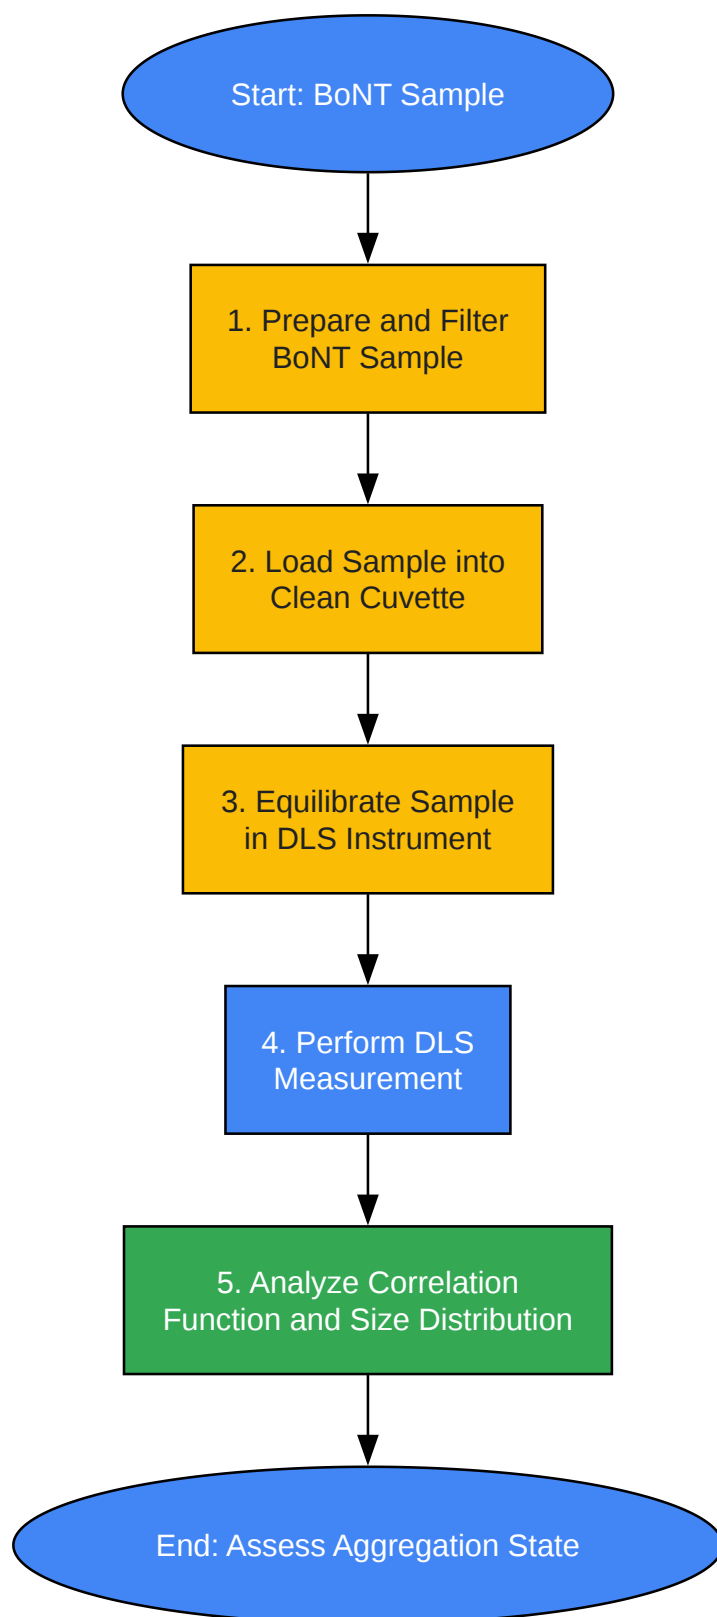 Start: BoNT Sample
1. Prepare and Filter
BoNT Sample
2. Load Sample into
Clean Cuvette
3. Equilibrate Sample
in DLS Instrument
4. Perform DLS
Measurement
5. Analyze Correlation
Function and Size Distribution
End: Assess Aggregation State